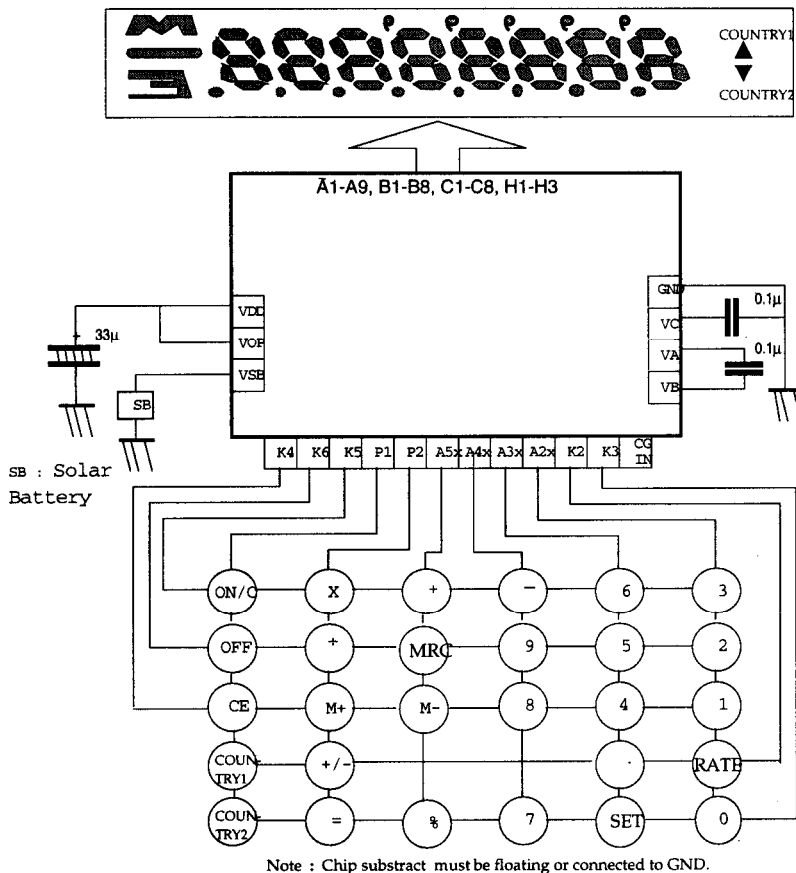 COUNTRY1
COUNTRY2
A1-A9, B1-B8, C1-C8, H1-H3
VDD
VOP
VSB
33μ
+
SB
SB : Solar
Battery
GND
VC
VA
VB
0.1μ
0.1μ
K4 K6 K5 P1 P2 A5x A4x A3x A2x K2 K3 CG
IN
ON/C X + - 6 3
OFF ÷ MRC 9 5 2
CE M+ M- 8 4 1
COUN-
TRY1 +/- . RATE
COUN-
TRY2 = % 7 SET 0
Note : Chip substract must be floating or connected to GND.